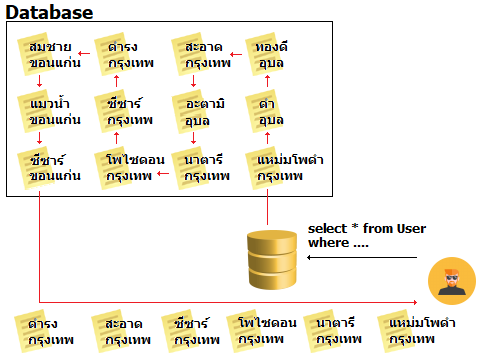 Database
สมชาย
ขอนแก่น
ดำรง
กรุงเทพ
สะอาด
กรุงเทพ
ทองดี
อุบล
แมวน้ำ
ขอนแก่น
ซีซาร์
กรุงเทพ
อะตามิ
อุบล
ดำ
อุบล
ซีซาร์
ขอนแก่น
โพไซดอน
กรุงเทพ
นาตารี
กรุงเทพ
แหม่มโพดำ
กรุงเทพ
select * from User
where ....
ดำรง
กรุงเทพ
สะอาด
กรุงเทพ
ซีซาร์
กรุงเทพ
โพไซดอน
กรุงเทพ
นาตารี
กรุงเทพ
แหม่มโพดำ
กรุงเทพ